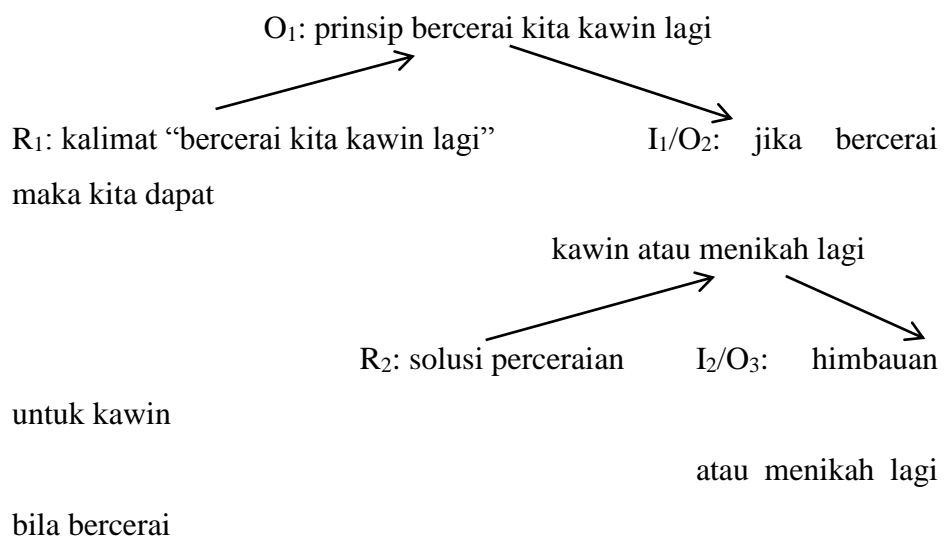 O₁: prinsip bercerai kita kawin lagi
R₁: kalimat “bercerai kita kawin lagi” I₁/O₂: jika bercerai
maka kita dapat
kawin atau menikah lagi
R₂: solusi perceraian I₂/O₃: himbauan
untuk kawin
atau menikah lagi
bila bercerai